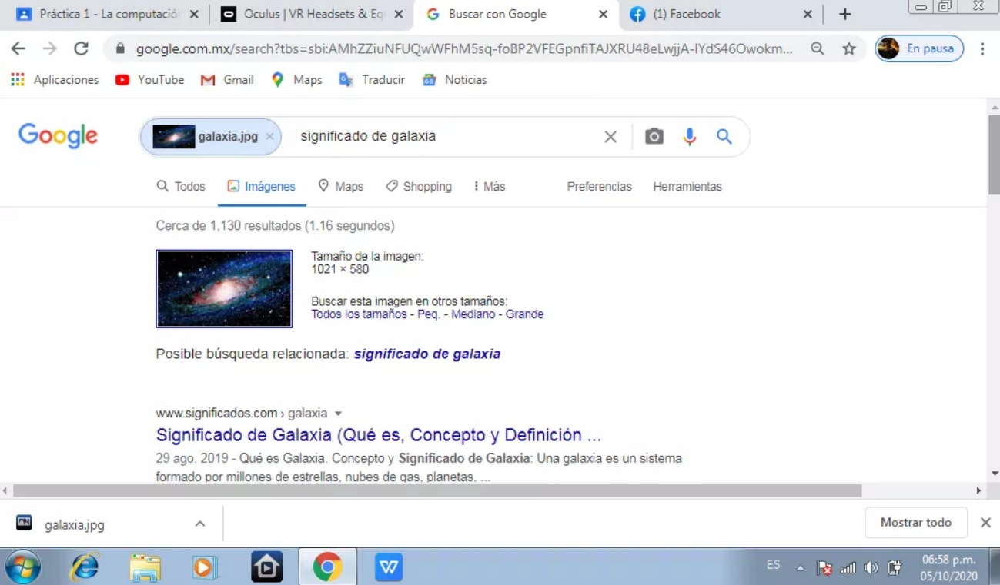 Práctica 1 - La computación
Oculus | VR Headsets & Eq
Buscar con Google
(1) Facebook
google.com.mx/search?tbs=sbi:AMhZZiuNFUQwWFhM5sq-foBP2VFEGpnfiTAJXRU48eLwjjA-lYdS46Owokm...
En pausa
Aplicaciones YouTube Gmail Maps Traducir Noticias
Google galaxia.jpg significado de galaxia
Todos Imágenes Maps Shopping Más Preferencias Herramientas
Cerca de 1,130 resultados (1.16 segundos)
Tamaño de la imagen:
1021 × 580
Buscar esta imagen en otros tamaños:
Todos los tamaños - Peq. - Mediano - Grande
Posible búsqueda relacionada: significado de galaxia
www.significados.com › galaxia
Significado de Galaxia (Qué es, Concepto y Definición ...
29 ago. 2019 - Qué es Galaxia. Concepto y Significado de Galaxia: Una galaxia es un sistema
formado por millones de estrellas, nubes de gas, planetas, ...
galaxia.jpg
Mostrar todo
ES
06:58 p.m.
05/10/2020